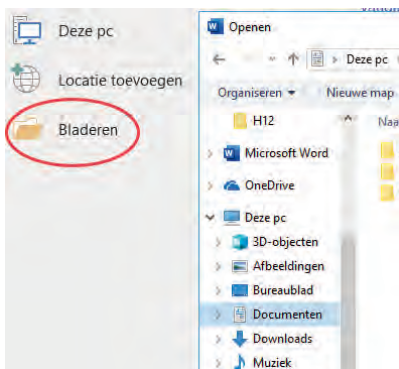 Deze pc
Locatie toevoegen
Bladeren
Openen
Deze pc
Organiseren
Nieuwe map
H12
Naa
Microsoft Word
OneDrive
Deze pc
3D-objecten
Afbeeldingen
Bureaublad
Documenten
Downloads
Muziek